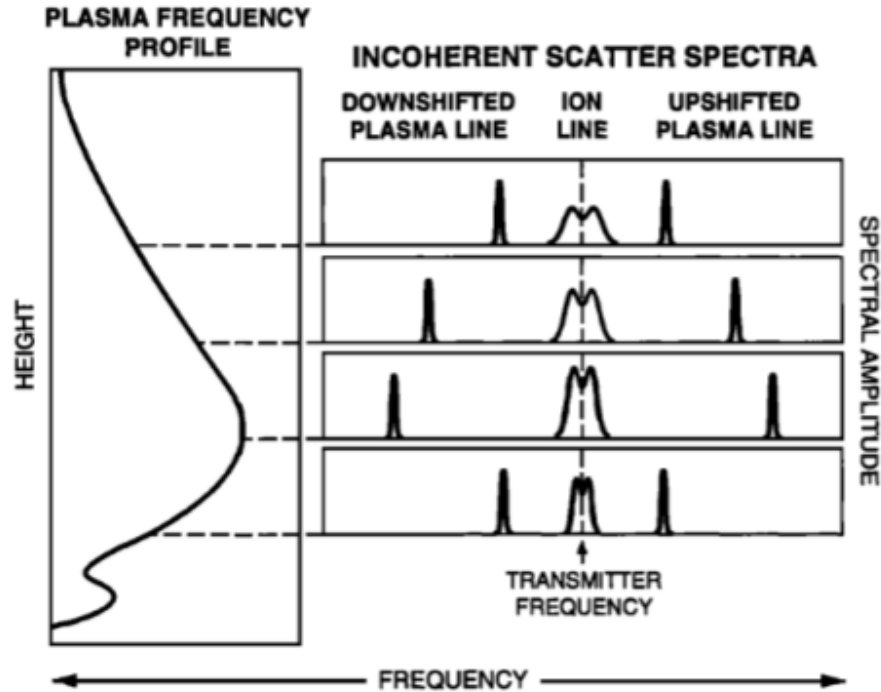 PLASMA FREQUENCY
PROFILE
INCOHERENT SCATTER SPECTRA
DOWNSHIFTED
PLASMA LINE
ION
LINE
UPSHIFTED
PLASMA LINE
HEIGHT
SPECTRAL AMPLITUDE
TRANSMITTER
FREQUENCY
FREQUENCY